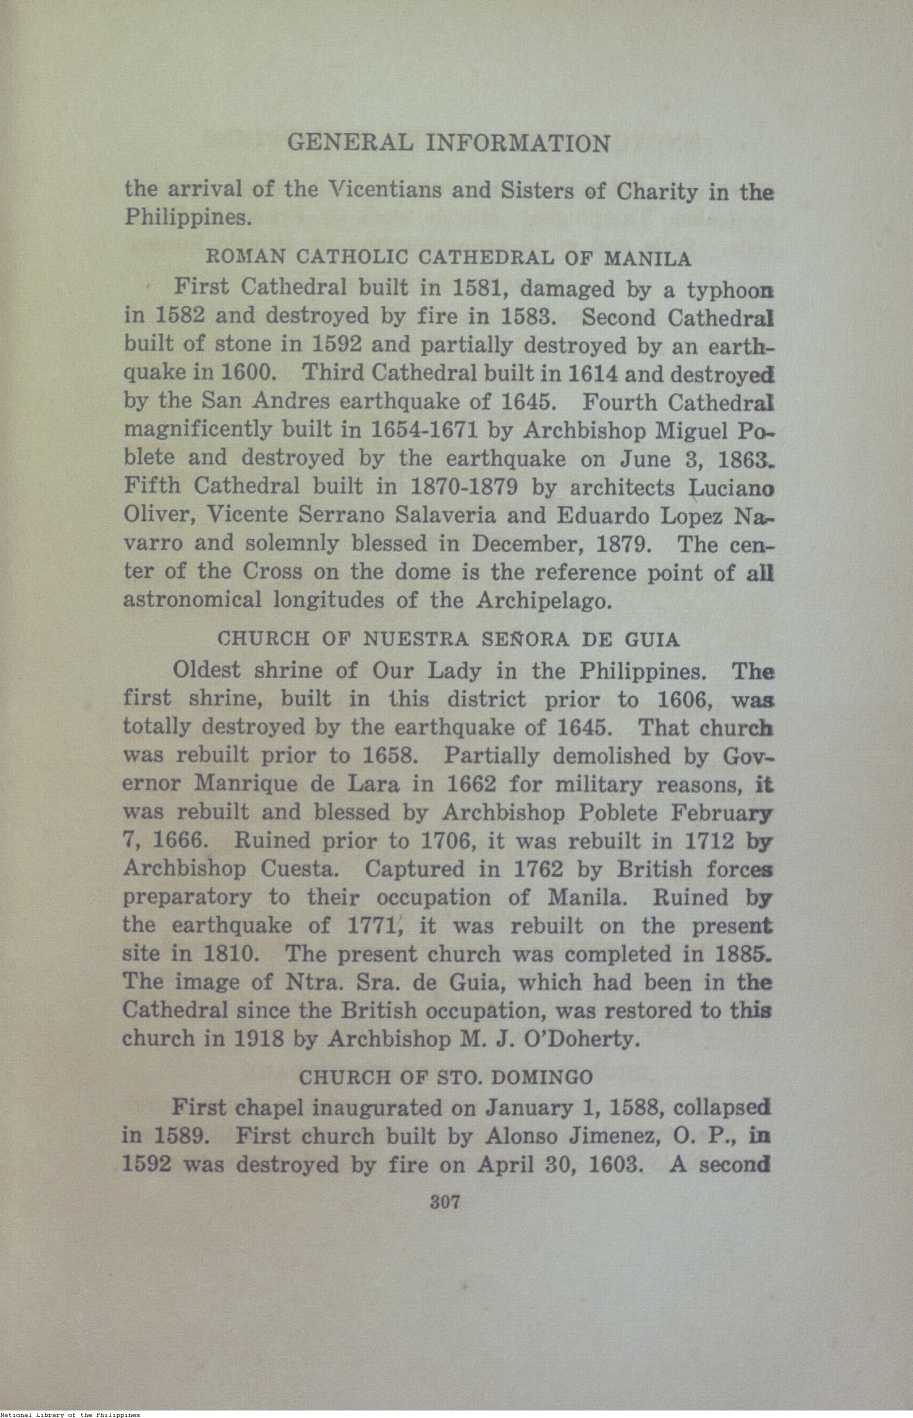 GENERAL INFORMATION
the arrival of the Vicentians and Sisters of Charity in the
Philippines.
ROMAN CATHOLIC CATHEDRAL OF MANILA
First Cathedral built in 1581, damaged by a typhoon
in 1582 and destroyed by fire in 1583. Second Cathedral
built of stone in 1592 and partially destroyed by an earth-
quake in 1600. Third Cathedral built in 1614 and destroyed
by the San Andres earthquake of 1645. Fourth Cathedral
magnificently built in 1654-1671 by Archbishop Miguel Po-
blete and destroyed by the earthquake on June 3, 1863.
Fifth Cathedral built in 1870-1879 by architects Luciano
Oliver, Vicente Serrano Salaveria and Eduardo Lopez Na-
varro and solemnly blessed in December, 1879. The cen-
ter of the Cross on the dome is the reference point of all
astronomical longitudes of the Archipelago.
CHURCH OF NUESTRA SEÑORA DE GUIA
Oldest shrine of Our Lady in the Philippines. The
first shrine, built in this district prior to 1606, was
totally destroyed by the earthquake of 1645. That church
was rebuilt prior to 1658. Partially demolished by Gov-
ernor Manrique de Lara in 1662 for military reasons, it
was rebuilt and blessed by Archbishop Poblete February
7, 1666. Ruined prior to 1706, it was rebuilt in 1712 by
Archbishop Cuesta. Captured in 1762 by British forces
preparatory to their occupation of Manila. Ruined by
the earthquake of 1771, it was rebuilt on the present
site in 1810. The present church was completed in 1885.
The image of Ntra. Sra. de Guia, which had been in the
Cathedral since the British occupation, was restored to this
church in 1918 by Archbishop M. J. O'Doherty.
CHURCH OF STO. DOMINGO
First chapel inaugurated on January 1, 1588, collapsed
in 1589. First church built by Alonso Jimenez, O. P., in
1592 was destroyed by fire on April 30, 1603. A second
307
National Library of the Philippines